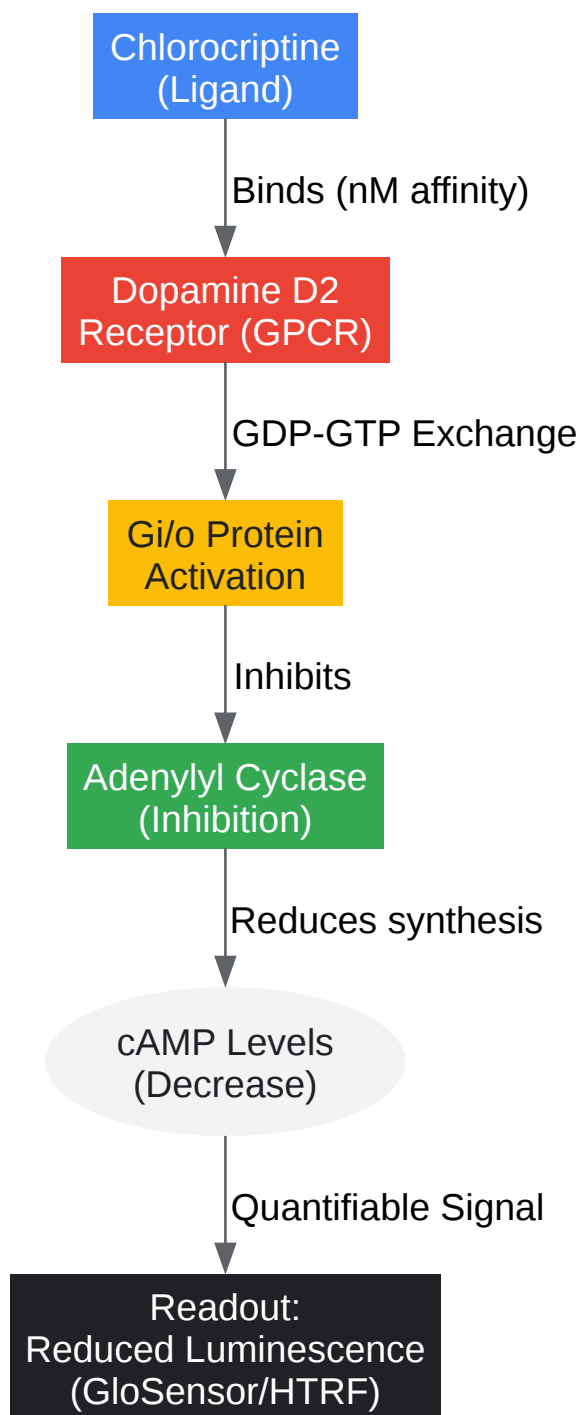 Chlorocriptine
(Ligand)
Binds (nM affinity)
Dopamine D2
Receptor (GPCR)
GDP-GTP Exchange
Gi/o Protein
Activation
Inhibits
Adenylyl Cyclase
(Inhibition)
Reduces synthesis
cAMP Levels
(Decrease)
Quantifiable Signal
Readout:
Reduced Luminescence
(GloSensor/HTRF)